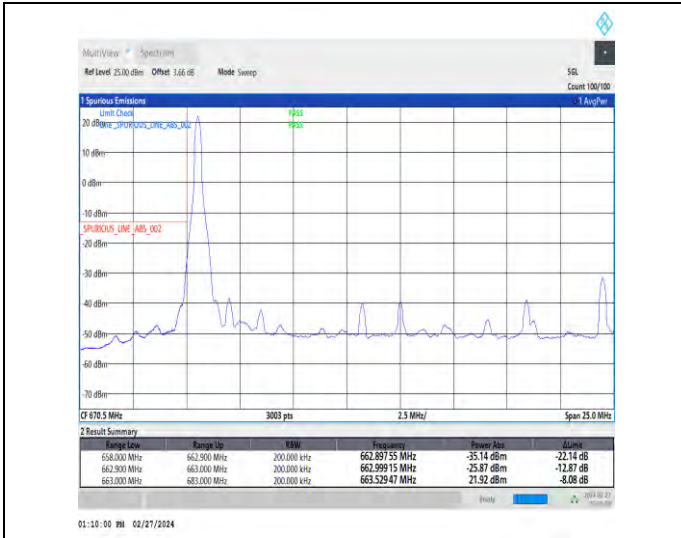 MultiView Spectrum
Ref Level 25.00 dBm Offset 3.66 dB Mode Sweep SGL
Count 100/100
1 Spurious Emissions 1 AvgPwr
Limit Check PASS
20 dBm LINE_SPURIOUS_LINE_ABS_002 PASS
10 dBm
0 dBm
-10 dBm
_SPURIOUS_LINE_ABS_002
-20 dBm
-30 dBm
-40 dBm
-50 dBm
-60 dBm
-70 dBm
CF 670.5 MHz 3003 pts 2.5 MHz/ Span 25.0 MHz
2 Result Summary
Range Low Range Up RBW Frequency Power Abs ΔLimit
658.000 MHz 662.900 MHz 200.000 kHz 662.89755 MHz -35.14 dBm -22.14 dB
662.900 MHz 663.000 MHz 200.000 kHz 662.99915 MHz -25.87 dBm -12.87 dB
663.000 MHz 683.000 MHz 200.000 kHz 663.52947 MHz 21.92 dBm -8.08 dB
01:10:00 PM 02/27/2024